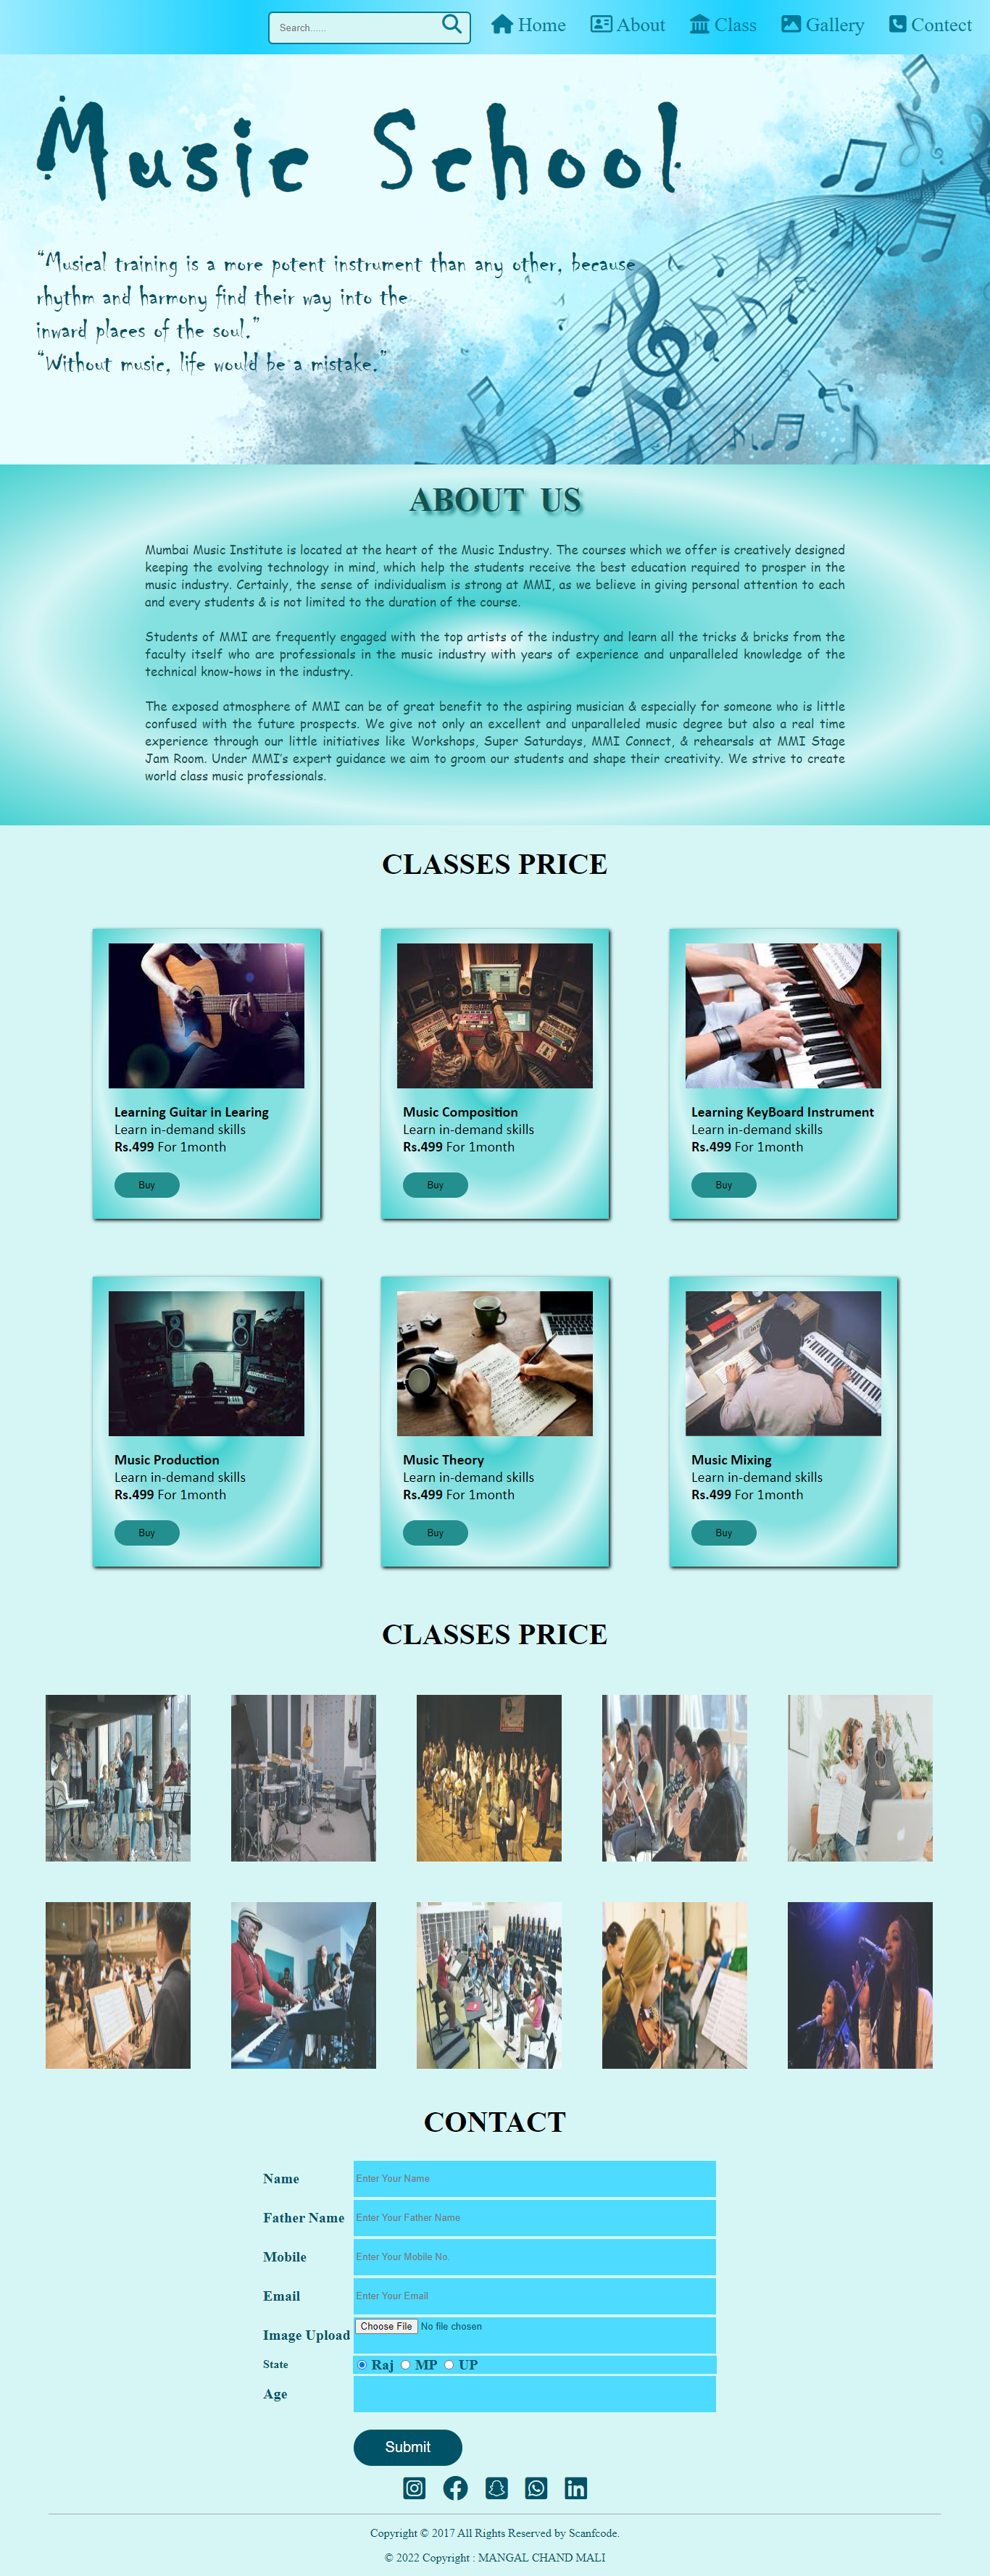 Search......
Home
About
Class
Gallery
Contect
Music School
“Musical training is a more potent instrument than any other, because
rhythm and harmony find their way into the
inward places of the soul.”
“Without music, life would be a mistake.”
ABOUT US
Mumbai Music Institute is located at the heart of the Music Industry. The courses which we offer is creatively designed
keeping the evolving technology in mind, which help the students receive the best education required to prosper in the
music industry. Certainly, the sense of individualism is strong at MMI, as we believe in giving personal attention to each
and every students & is not limited to the duration of the course.
Students of MMI are frequently engaged with the top artists of the industry and learn all the tricks & bricks from the
faculty itself who are professionals in the music industry with years of experience and unparalleled knowledge of the
technical know-hows in the industry.
The exposed atmosphere of MMI can be of great benefit to the aspiring musician & especially for someone who is little
confused with the future prospects. We give not only an excellent and unparalleled music degree but also a real time
experience through our little initiatives like Workshops, Super Saturdays, MMI Connect, & rehearsals at MMI Stage
Jam Room. Under MMI's expert guidance we aim to groom our students and shape their creativity. We strive to create
world class music professionals.
CLASSES PRICE
Learning Guitar in Learing
Learn in-demand skills
Rs.499 For 1month
Buy
Music Composition
Learn in-demand skills
Rs.499 For 1month
Buy
Learning KeyBoard Instrument
Learn in-demand skills
Rs.499 For 1month
Buy
Music Production
Learn in-demand skills
Rs.499 For 1month
Buy
Music Theory
Learn in-demand skills
Rs.499 For 1month
Buy
Music Mixing
Learn in-demand skills
Rs.499 For 1month
Buy
CLASSES PRICE
CONTACT
Name
Enter Your Name
Father Name
Enter Your Father Name
Mobile
Enter Your Mobile No.
Email
Enter Your Email
Image Upload
Choose File No file chosen
State
Raj MP UP
Age
Submit
Copyright © 2017 All Rights Reserved by Scanfcode.
© 2022 Copyright : MANGAL CHAND MALI